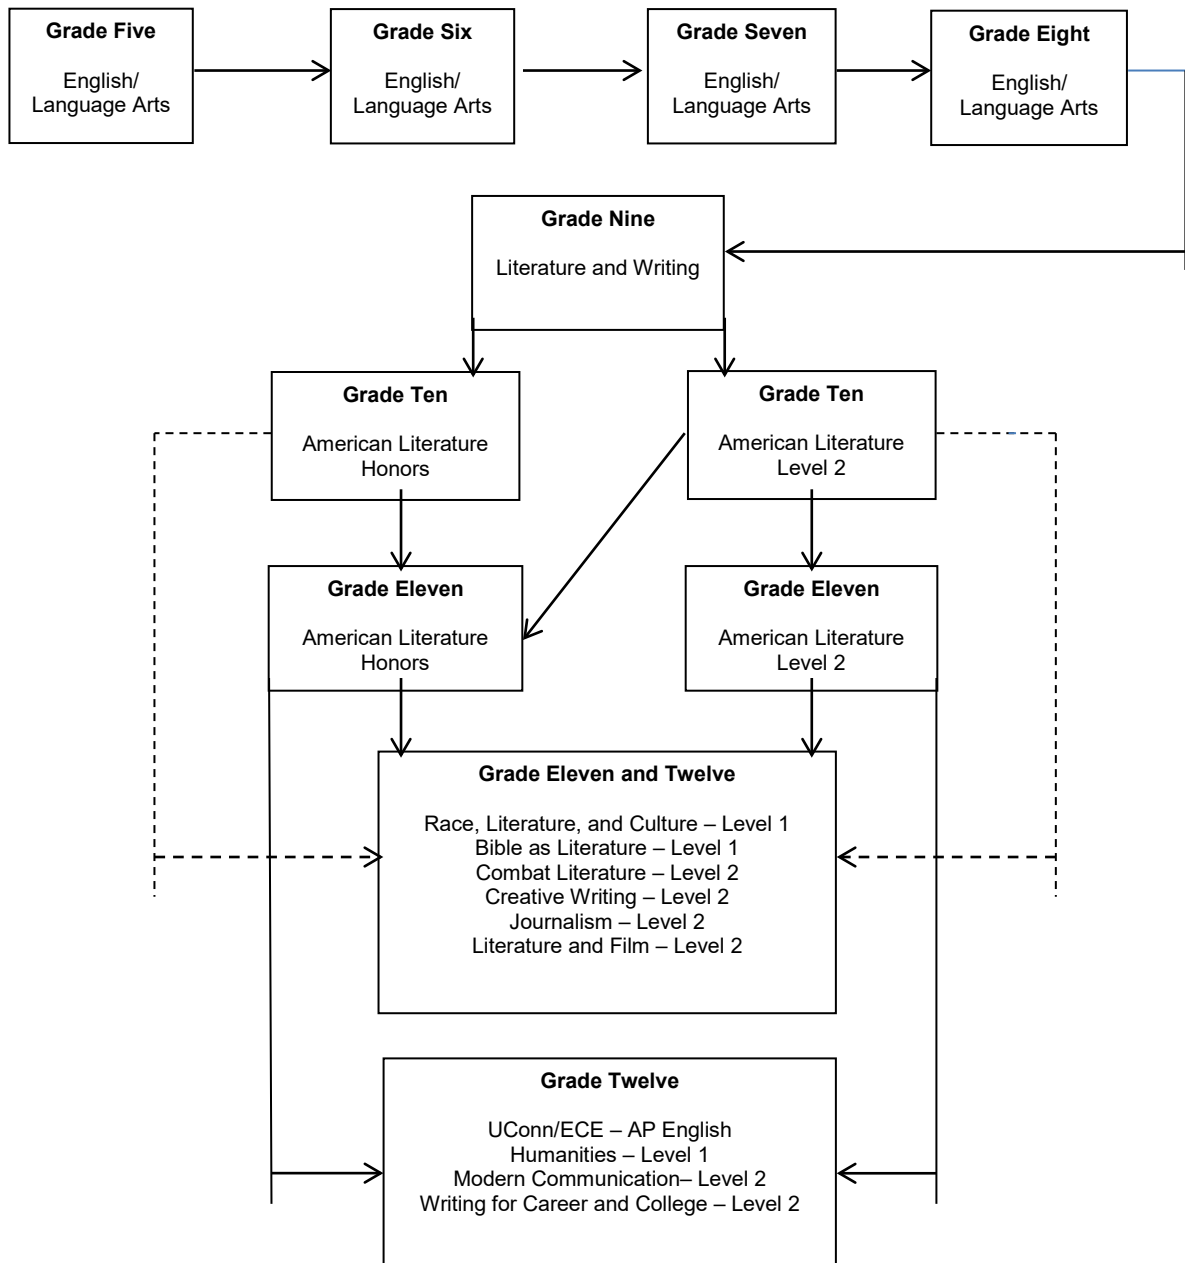 Grade Five
English/
Language Arts
Grade Six
English/
Language Arts
Grade Seven
English/
Language Arts
Grade Eight
English/
Language Arts
Grade Nine
Literature and Writing
Grade Ten
American Literature
Honors
Grade Ten
American Literature
Level 2
Grade Eleven
American Literature
Honors
Grade Eleven
American Literature
Level 2
Grade Eleven and Twelve
Race, Literature, and Culture – Level 1
Bible as Literature – Level 1
Combat Literature – Level 2
Creative Writing – Level 2
Journalism – Level 2
Literature and Film – Level 2
Grade Twelve
UConn/ECE – AP English
Humanities – Level 1
Modern Communication– Level 2
Writing for Career and College – Level 2